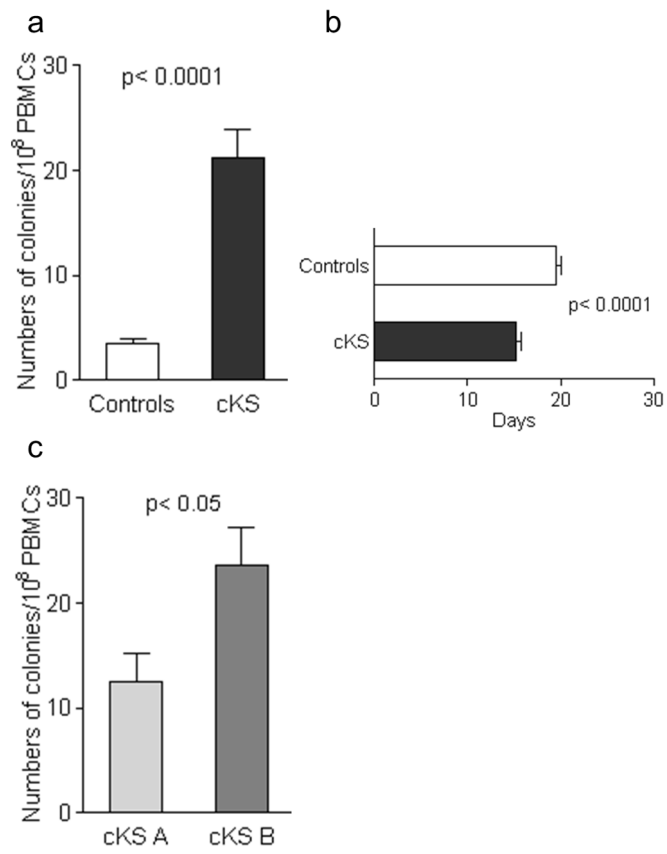 a
b
30
p< 0.0001
20
10
0
Numbers of colonies/10⁸ PBMCs
Controls cKS
Controls
p< 0.0001
cKS
0 10 20 30
Days
c
30
p< 0.05
20
10
0
Numbers of colonies/10⁸ PBMCs
cKS A cKS B